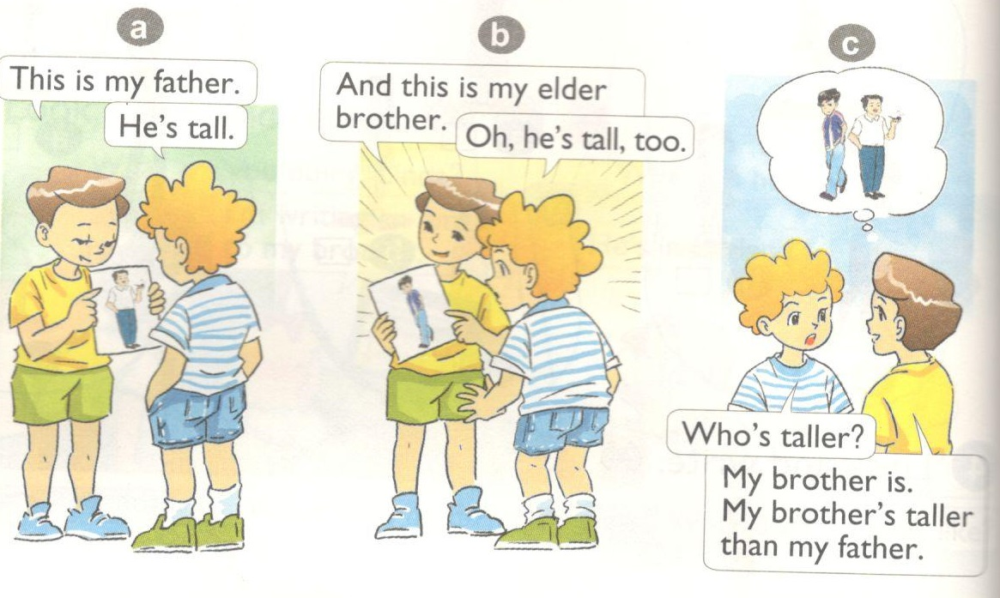 a
This is my father.
He's tall.
b
And this is my elder
brother.
Oh, he's tall, too.
c
Who's taller?
My brother is.
My brother's taller
than my father.